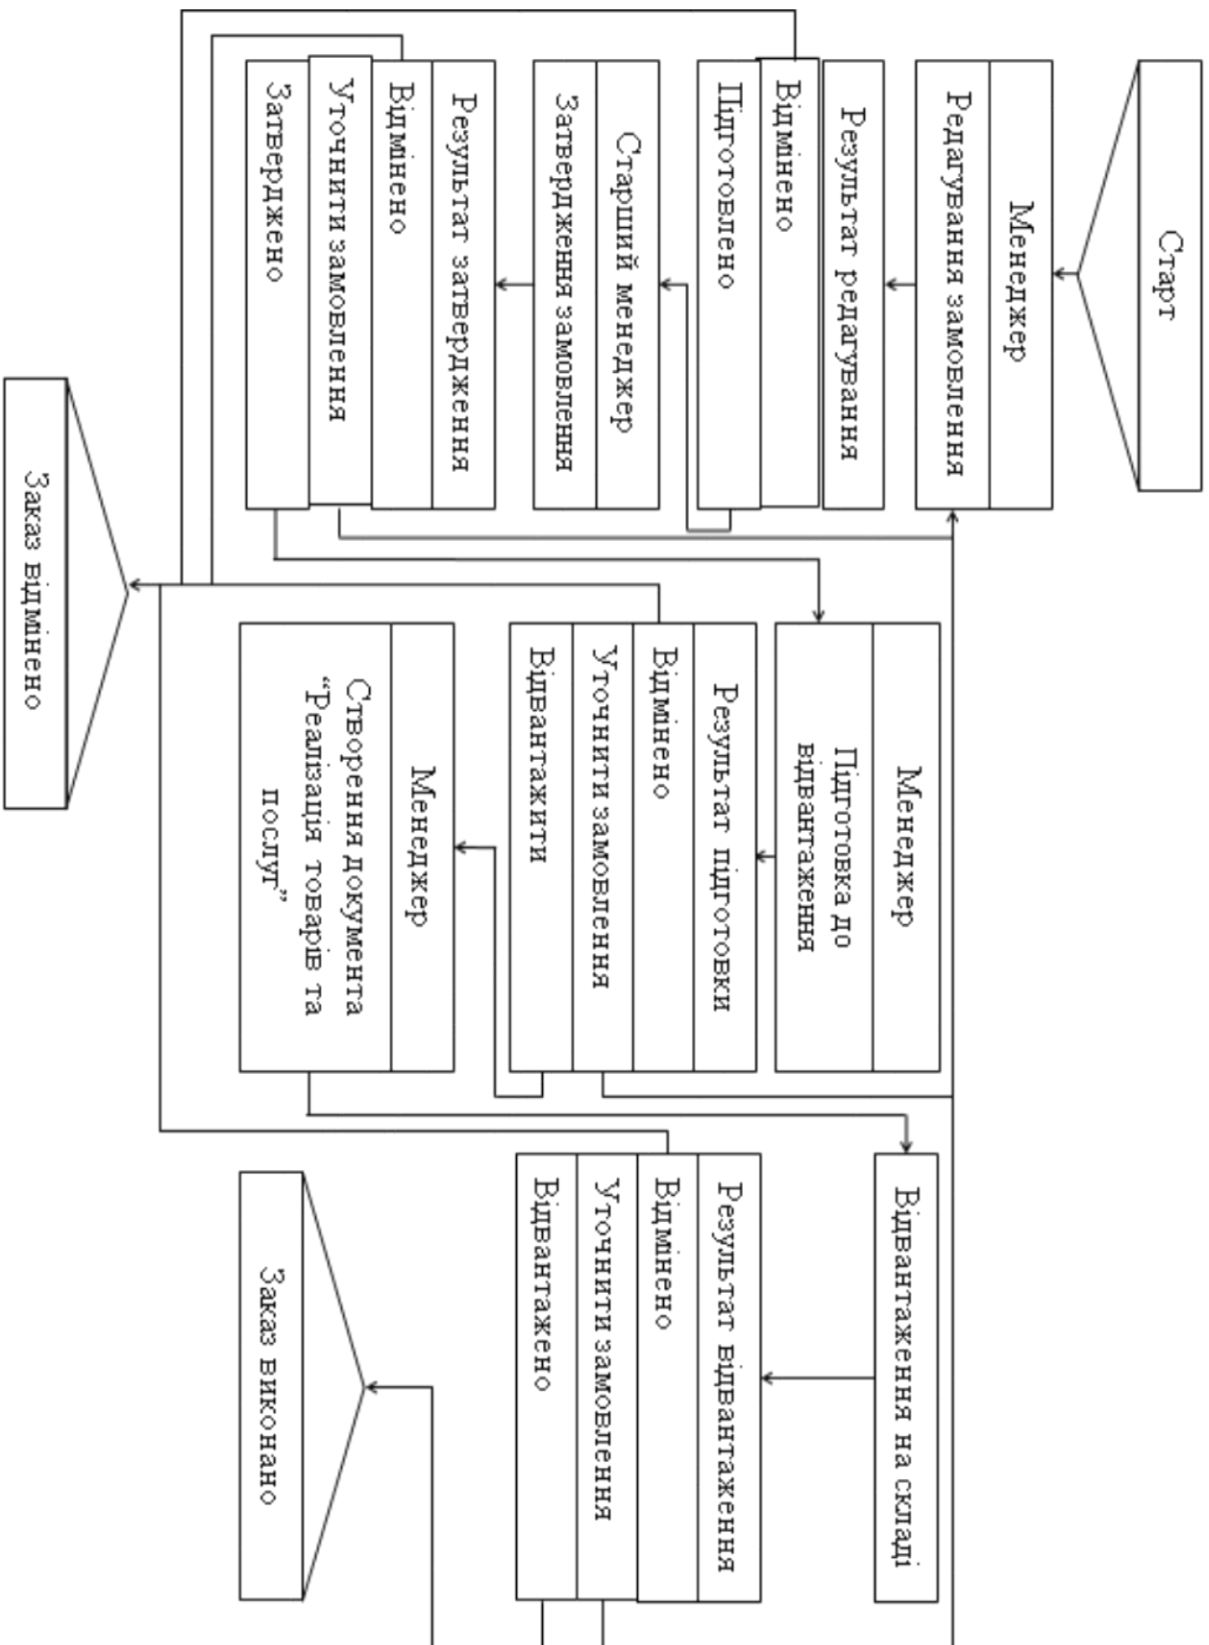 Старт
Менеджер
Редагування замовлення
Результат редагування
Відмінено
Підготовлено
Старший менеджер
Затвердження замовлення
Результат затвердження
Відмінено
Уточнити замовлення
Затверджено
Менеджер
Підготовка до
відвантаження
Результат підготовки
Відмінено
Уточнити замовлення
Відвантажити
Менеджер
Створення документа
“Реалізація товарів та
послуг”
Відвантаження на складі
Результат відвантаження
Відмінено
Уточнити замовлення
Відвантажено
Заказ відмінено
Заказ виконано